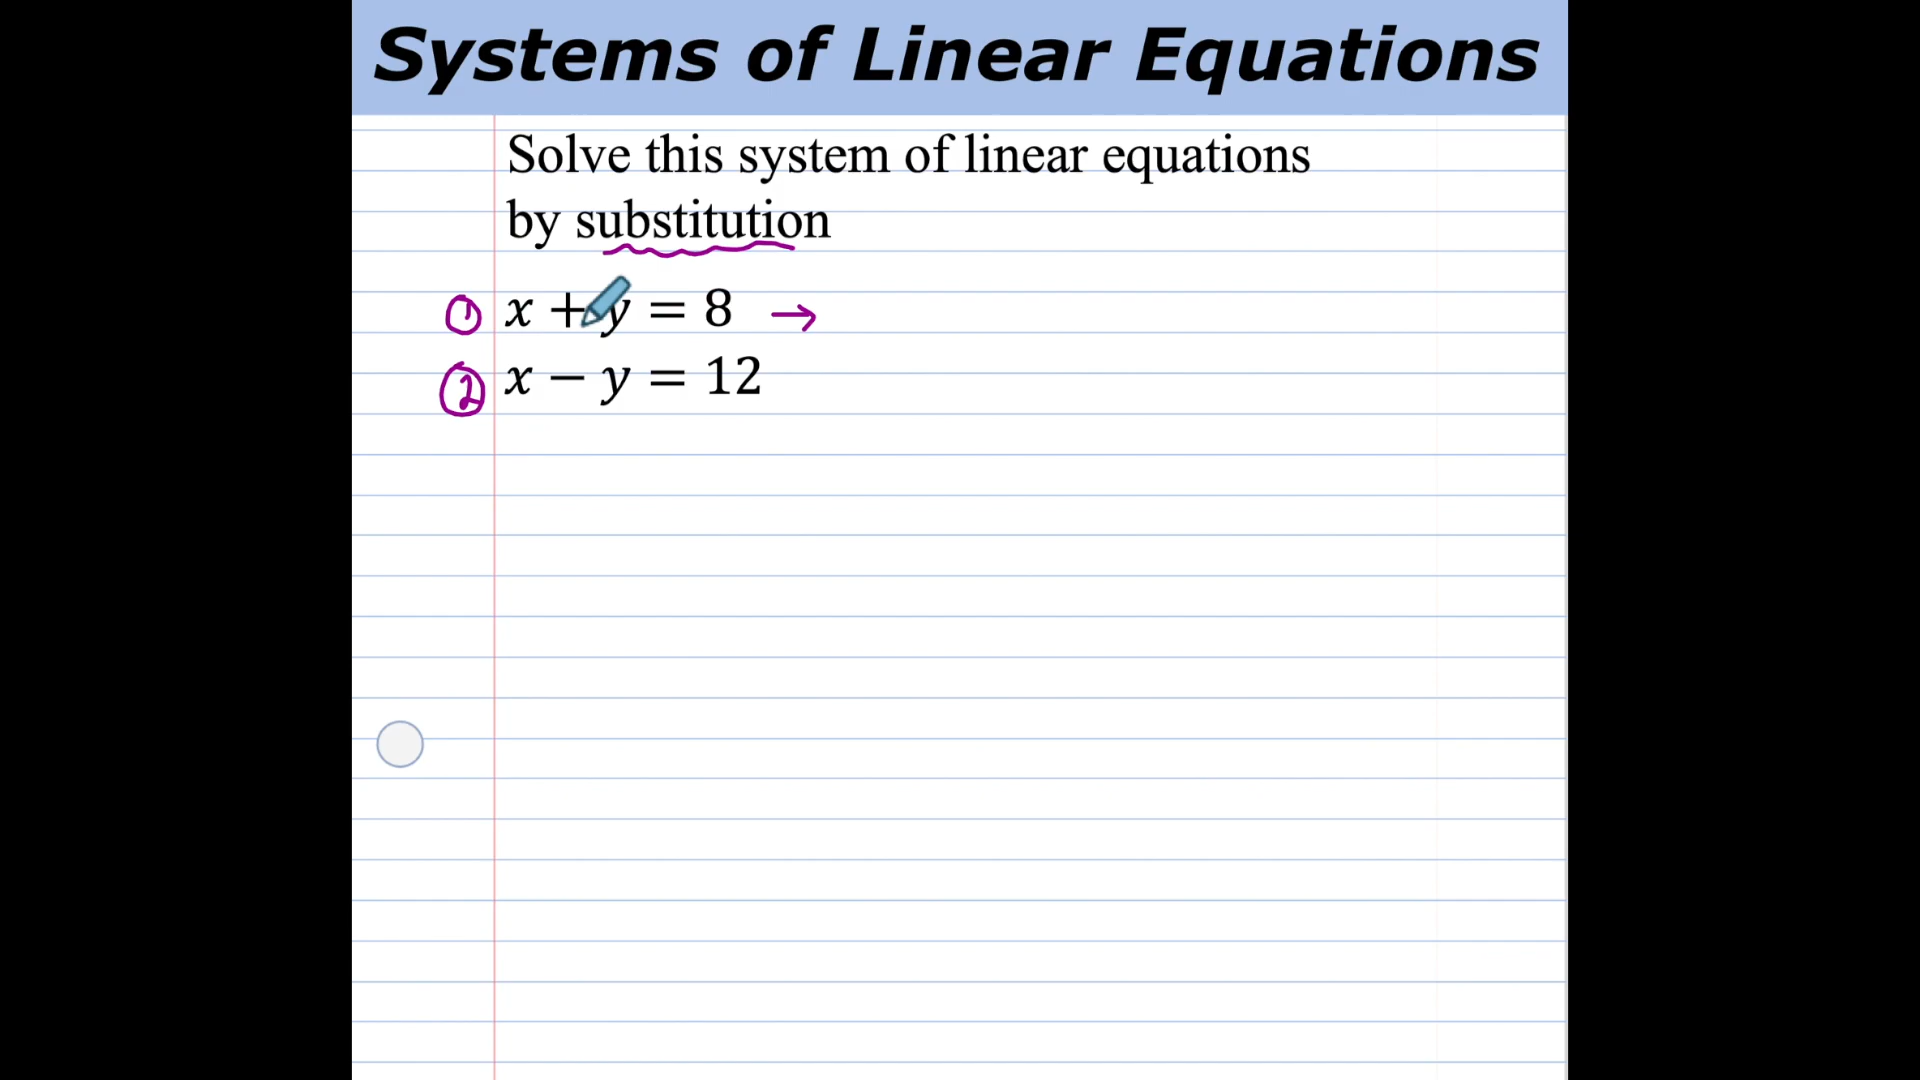 Systems of Linear Equations
Solve this system of linear equations
by substitution
① x + y = 8 →
② x − y = 12